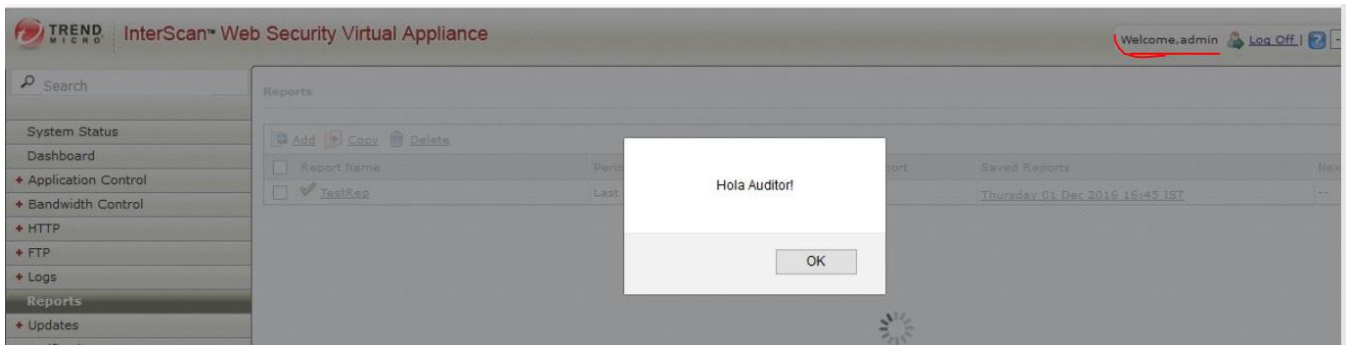 TREND MICRO InterScan™ Web Security Virtual Appliance
Welcome,admin Log Off | ?
Search
Reports
System Status
Dashboard
+ Application Control
+ Bandwidth Control
+ HTTP
+ FTP
+ Logs
Reports
+ Updates
Add Copy Delete
Report Name Saved Reports
TestRep Last Thursday 01 Dec 2016 16:45 IST --
Hola Auditor!
OK